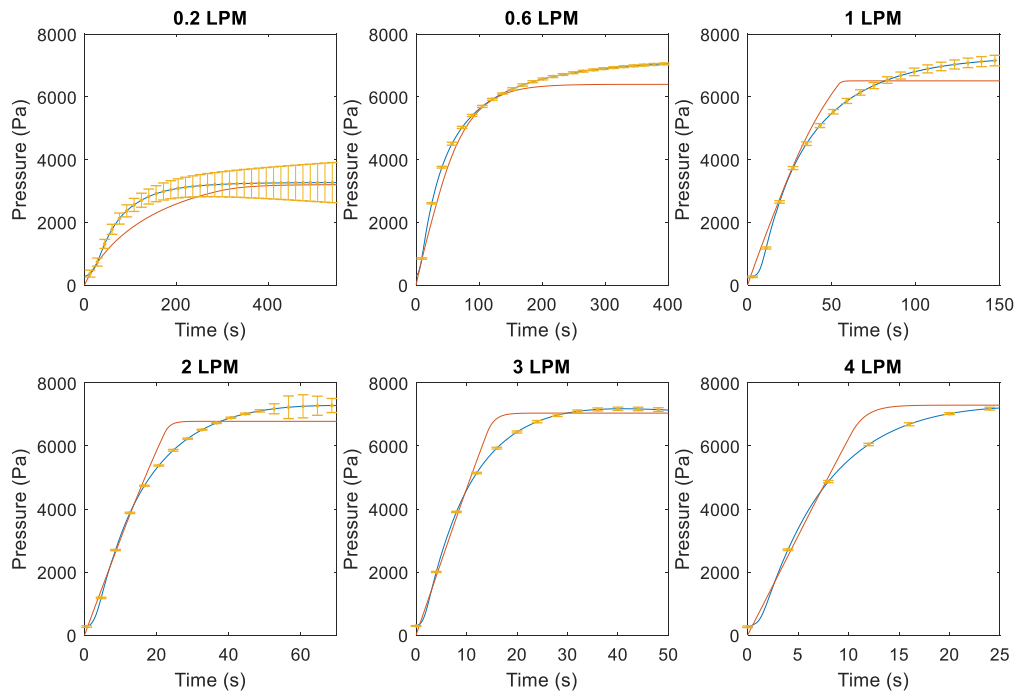 0.2 LPM
0.6 LPM
1 LPM
8000
6000
4000
2000
0
Pressure (Pa)
0 200 400
Time (s)
8000
6000
4000
2000
0
Pressure (Pa)
0 100 200 300 400
Time (s)
8000
6000
4000
2000
0
Pressure (Pa)
0 50 100 150
Time (s)
2 LPM
3 LPM
4 LPM
8000
6000
4000
2000
0
Pressure (Pa)
0 20 40 60
Time (s)
8000
6000
4000
2000
0
Pressure (Pa)
0 10 20 30 40 50
Time (s)
8000
6000
4000
2000
0
Pressure (Pa)
0 5 10 15 20 25
Time (s)